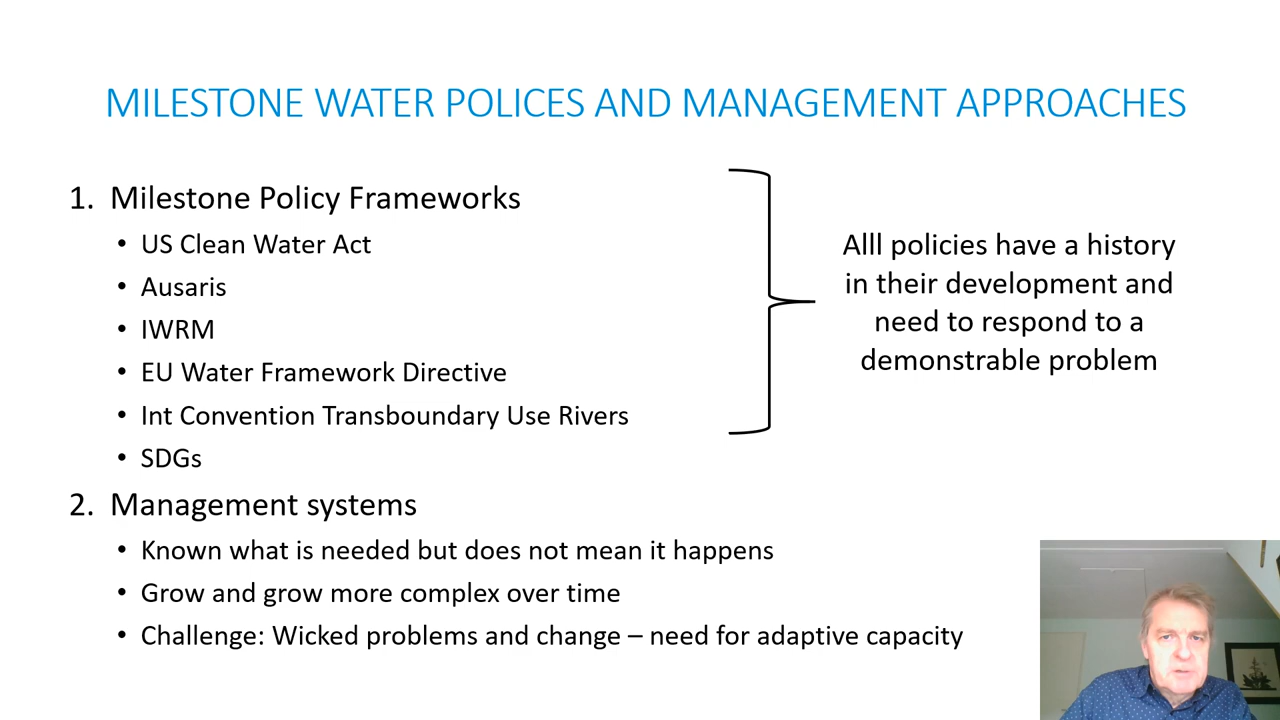 MILESTONE WATER POLICES AND MANAGEMENT APPROACHES
1. Milestone Policy Frameworks
• US Clean Water Act
• Ausaris
• IWRM
• EU Water Framework Directive
• Int Convention Transboundary Use Rivers
• SDGs
Alll policies have a history
in their development and
need to respond to a
demonstrable problem
2. Management systems
• Known what is needed but does not mean it happens
• Grow and grow more complex over time
• Challenge: Wicked problems and change – need for adaptive capacity